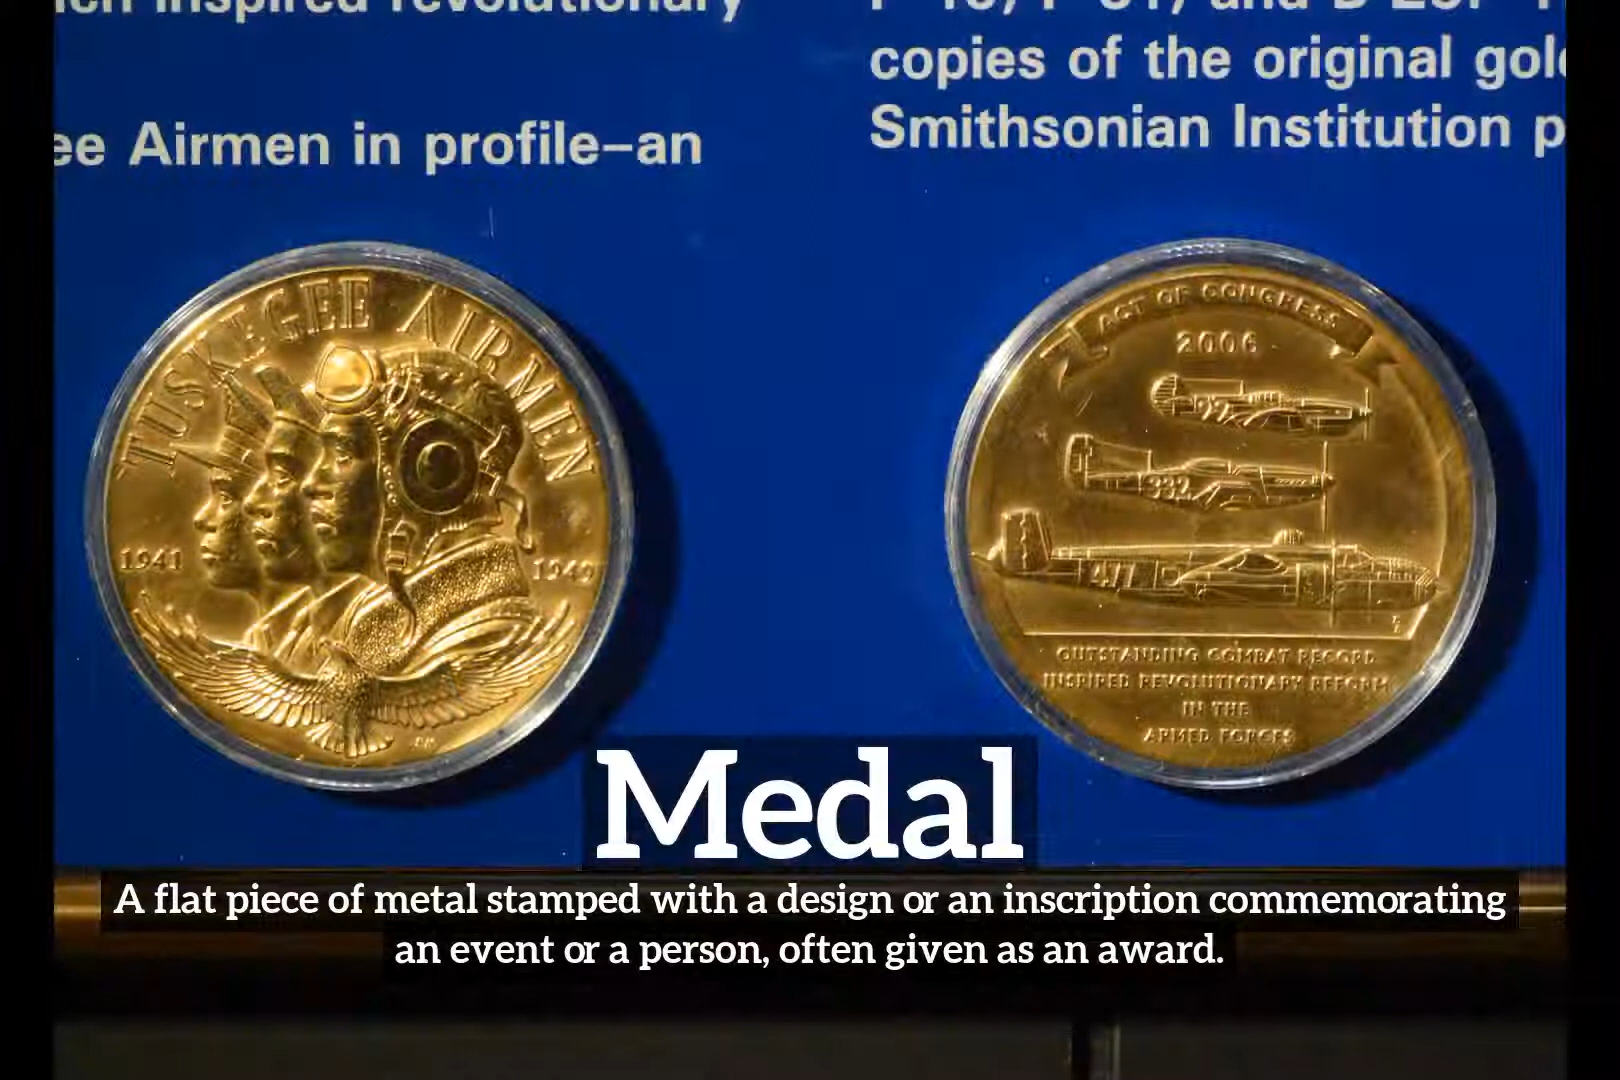 inspired revolutionary
Airmen in profile–an
copies of the original
Smithsonian Institution
TUSKEGEE AIRMEN
1941
1949
ACT OF CONGRESS
2006
332
477
OUTSTANDING COMBAT RECORD
INSPIRED REVOLUTIONARY REFORM
IN THE
ARMED FORCES
Medal
A flat piece of metal stamped with a design or an inscription commemorating
an event or a person, often given as an award.